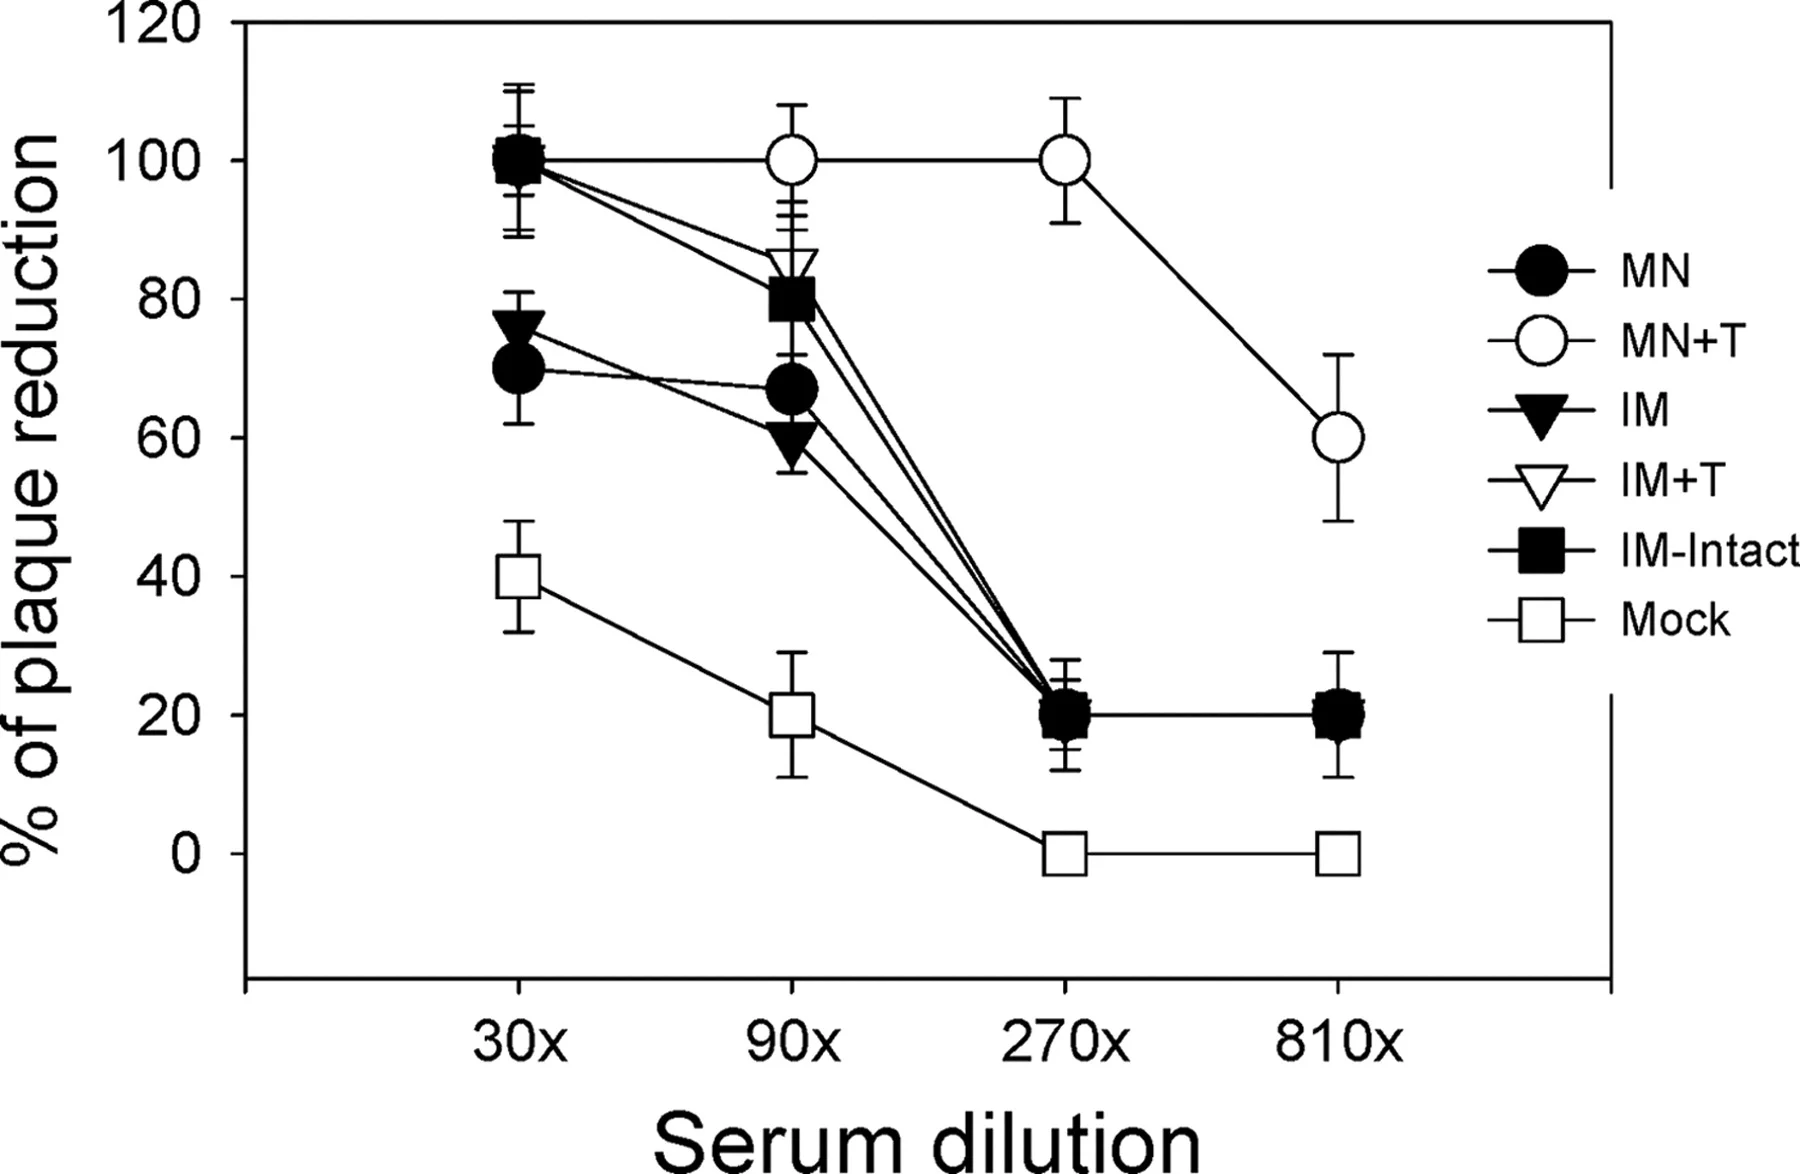 % of plaque reduction
120
100
80
60
40
20
0
30x 90x 270x 810x
Serum dilution
MN
MN+T
IM
IM+T
IM-Intact
Mock